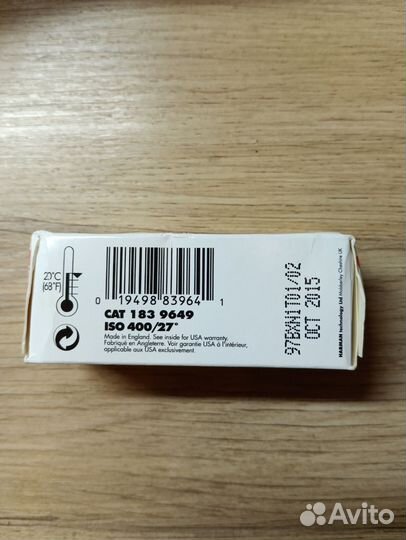 20°C
(68°F)
0 19498 83964 1
CAT 183 9649
ISO 400/27°
Made in England. See inside for USA warranty.
Fabriqué en Angleterre. Voir garantie USA à l'intérieur,
applicable aux USA exclusivement.
97BXN1T01/02
OCT 2015
HARMAN technology Ltd Mobberley Cheshire UK
Avito